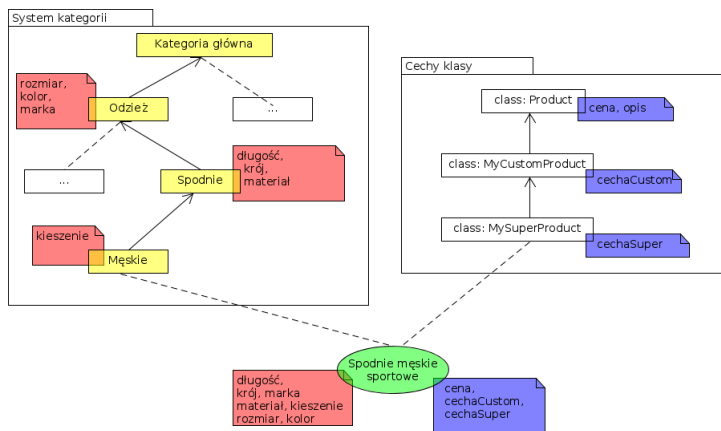 System kategorii
Kategoria główna
rozmiar,
kolor,
marka
Odzież
...
długość,
krój,
materiał
...
Spodnie
kieszenie
Męskie
Cechy klasy
class: Product
cena, opis
class: MyCustomProduct
cechaCustom
class: MySuperProduct
cechaSuper
Spodnie męskie
sportowe
długość,
krój, marka
materiał, kieszenie
rozmiar, kolor
cena,
cechaCustom,
cechaSuper